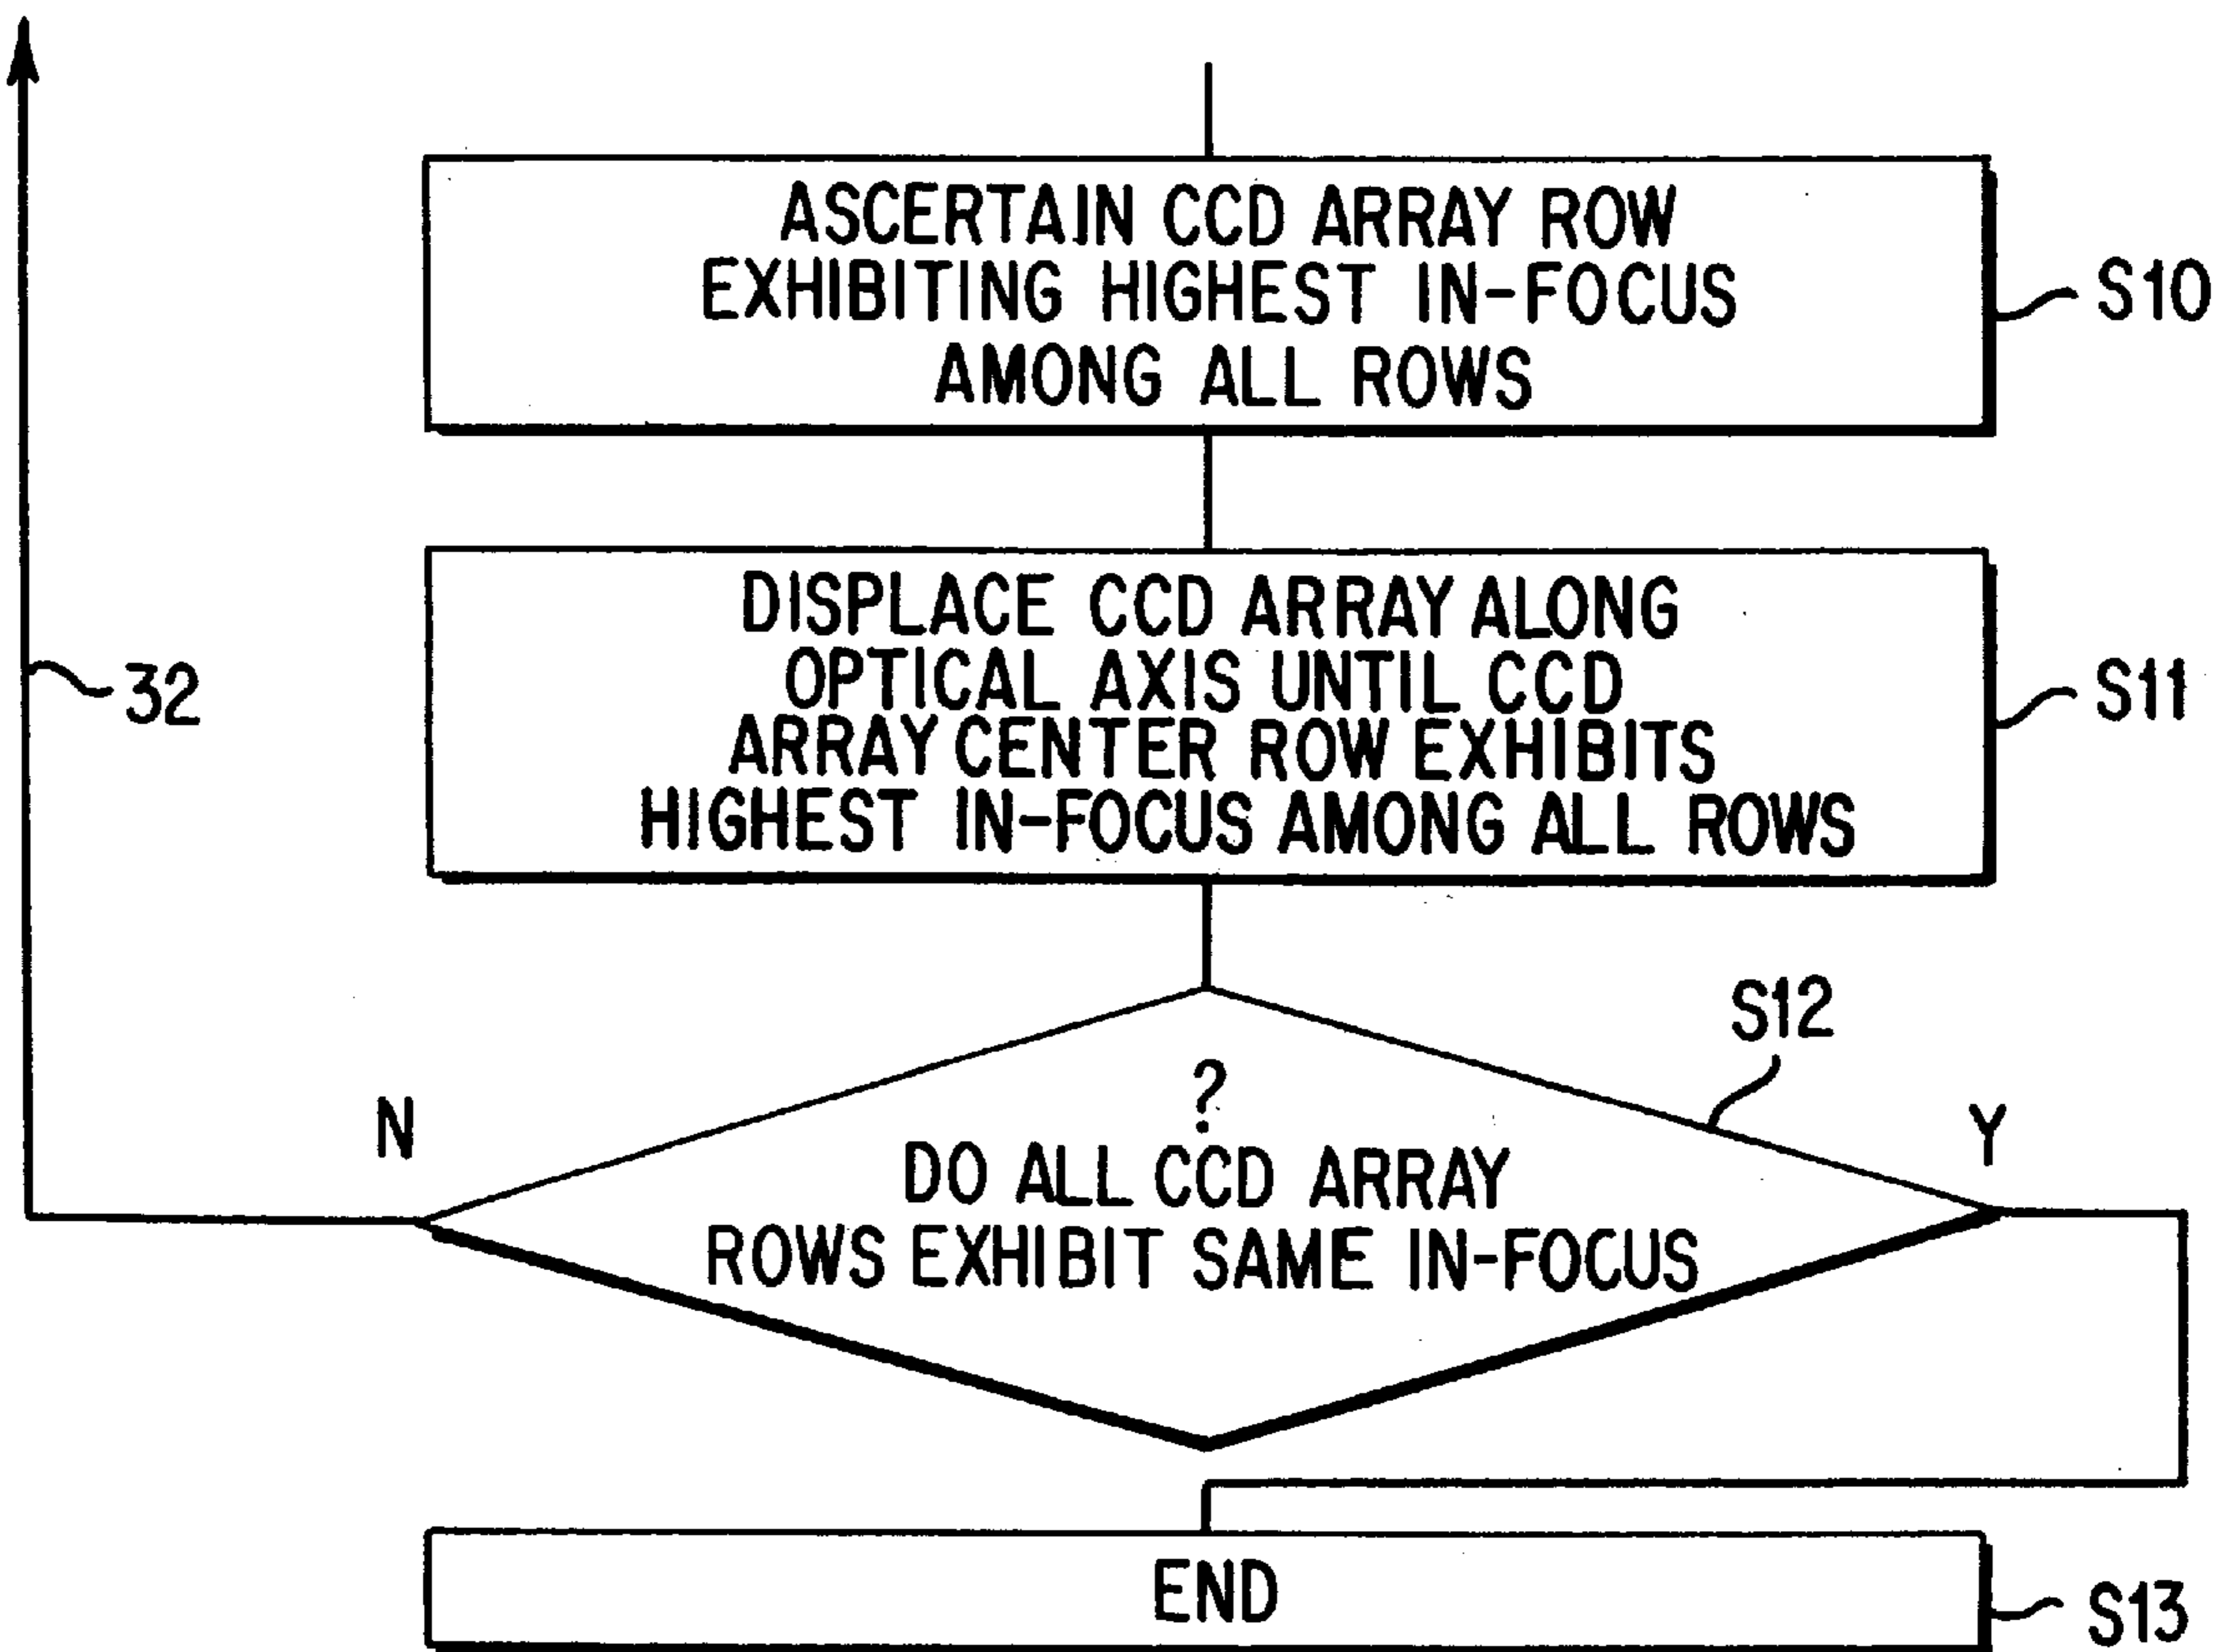 ASCERTAIN CCD ARRAY ROW
EXHIBITING HIGHEST IN-FOCUS
AMONG ALL ROWS
S10
DISPLACE CCD ARRAY ALONG
OPTICAL AXIS UNTIL CCD
ARRAY CENTER ROW EXHIBITS
HIGHEST IN-FOCUS AMONG ALL ROWS
S11
32
S12
N
?
Y
DO ALL CCD ARRAY
ROWS EXHIBIT SAME IN-FOCUS
END
S13